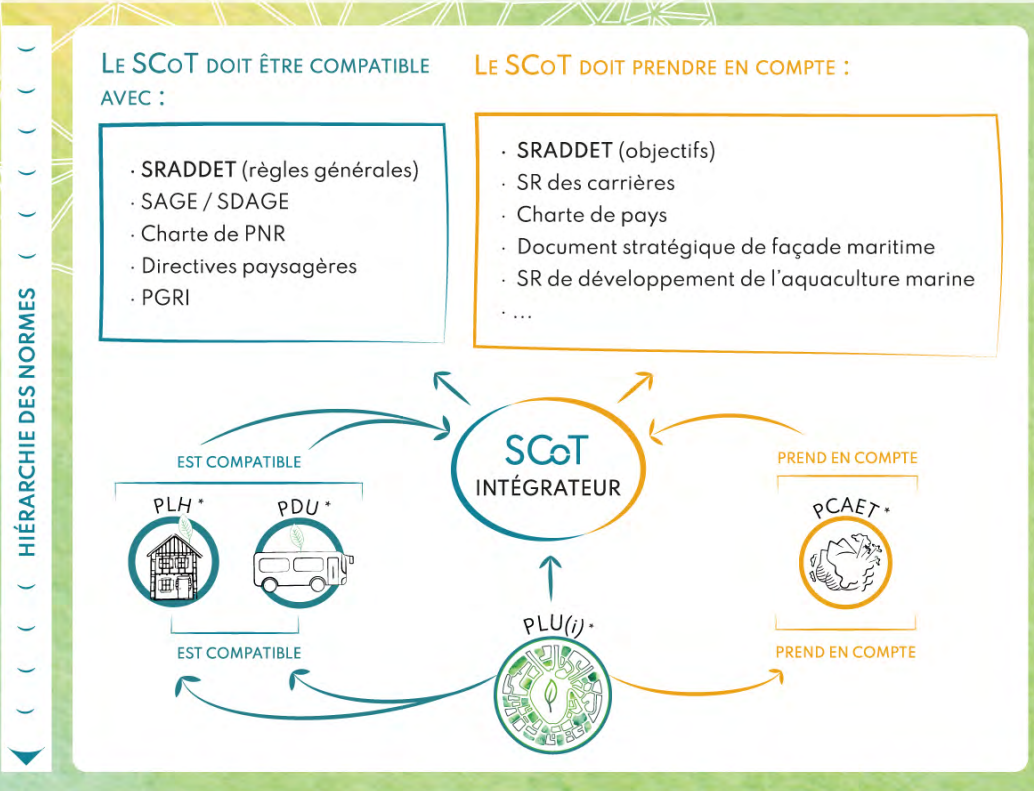 HIÉRARCHIE DES NORMES
LE SCOT DOIT ÊTRE COMPATIBLE
AVEC :
· SRADDET (règles générales)
· SAGE / SDAGE
· Charte de PNR
· Directives paysagères
· PGRI
LE SCOT DOIT PRENDRE EN COMPTE :
· SRADDET (objectifs)
· SR des carrières
· Charte de pays
· Document stratégique de façade maritime
· SR de développement de l'aquaculture marine
· ...
SCoT
INTÉGRATEUR
EST COMPATIBLE
PREND EN COMPTE
PLH *
PDU *
PCAET *
PLU(i) *
EST COMPATIBLE
PREND EN COMPTE